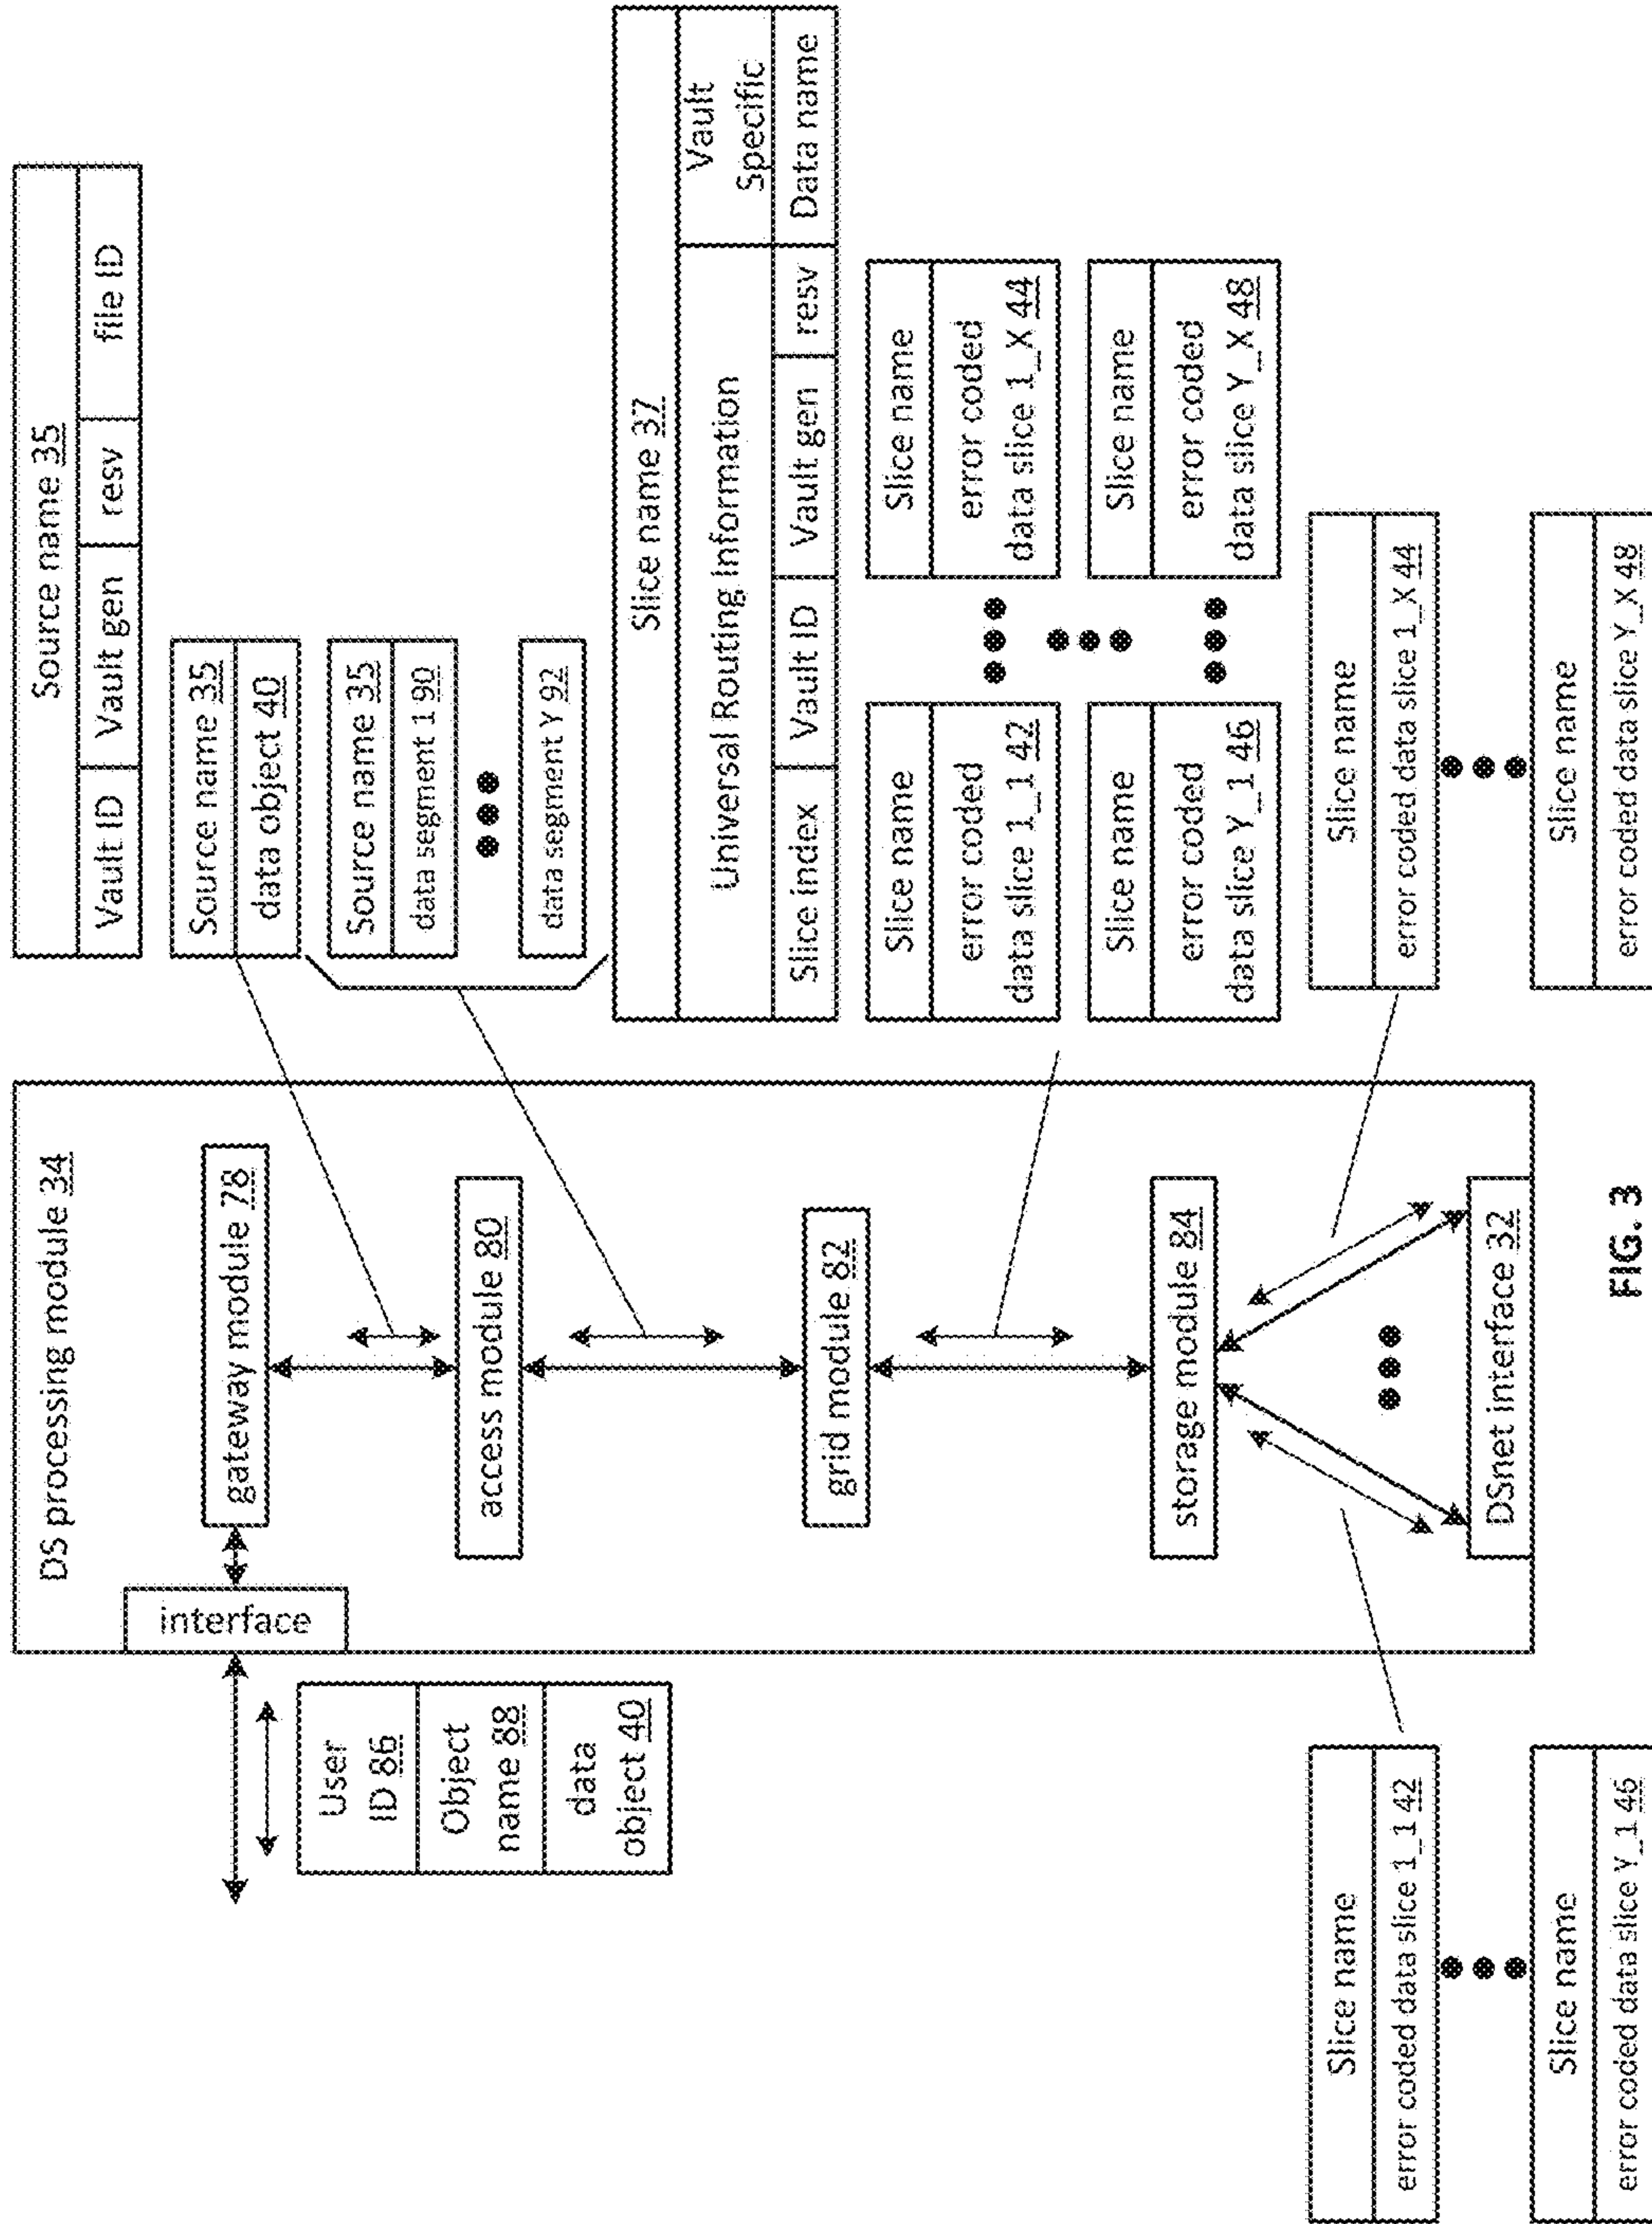 DS processing module 34
interface
gateway module 78
access module 80
grid module 82
storage module 84
DSnet interface 32
User
ID 86
Object
name 88
data
object 40
Source name 35
Vault ID
Vault gen
resv
file ID
Source name 35
data object 40
Source name 35
data segment 1 90
data segment Y 92
Slice name 37
Universal Routing Information
Vault
Specific
Slice index
Vault ID
Vault gen
resv
Data name
Slice name
error coded
data slice 1_1 42
Slice name
error coded
data slice 1_X 44
Slice name
error coded
data slice Y_1 46
Slice name
error coded
data slice Y_X 48
Slice name
error coded data slice 1_1 42
Slice name
error coded data slice Y_1 46
Slice name
error coded data slice 1_X 44
Slice name
error coded data slice Y_X 48
FIG. 3